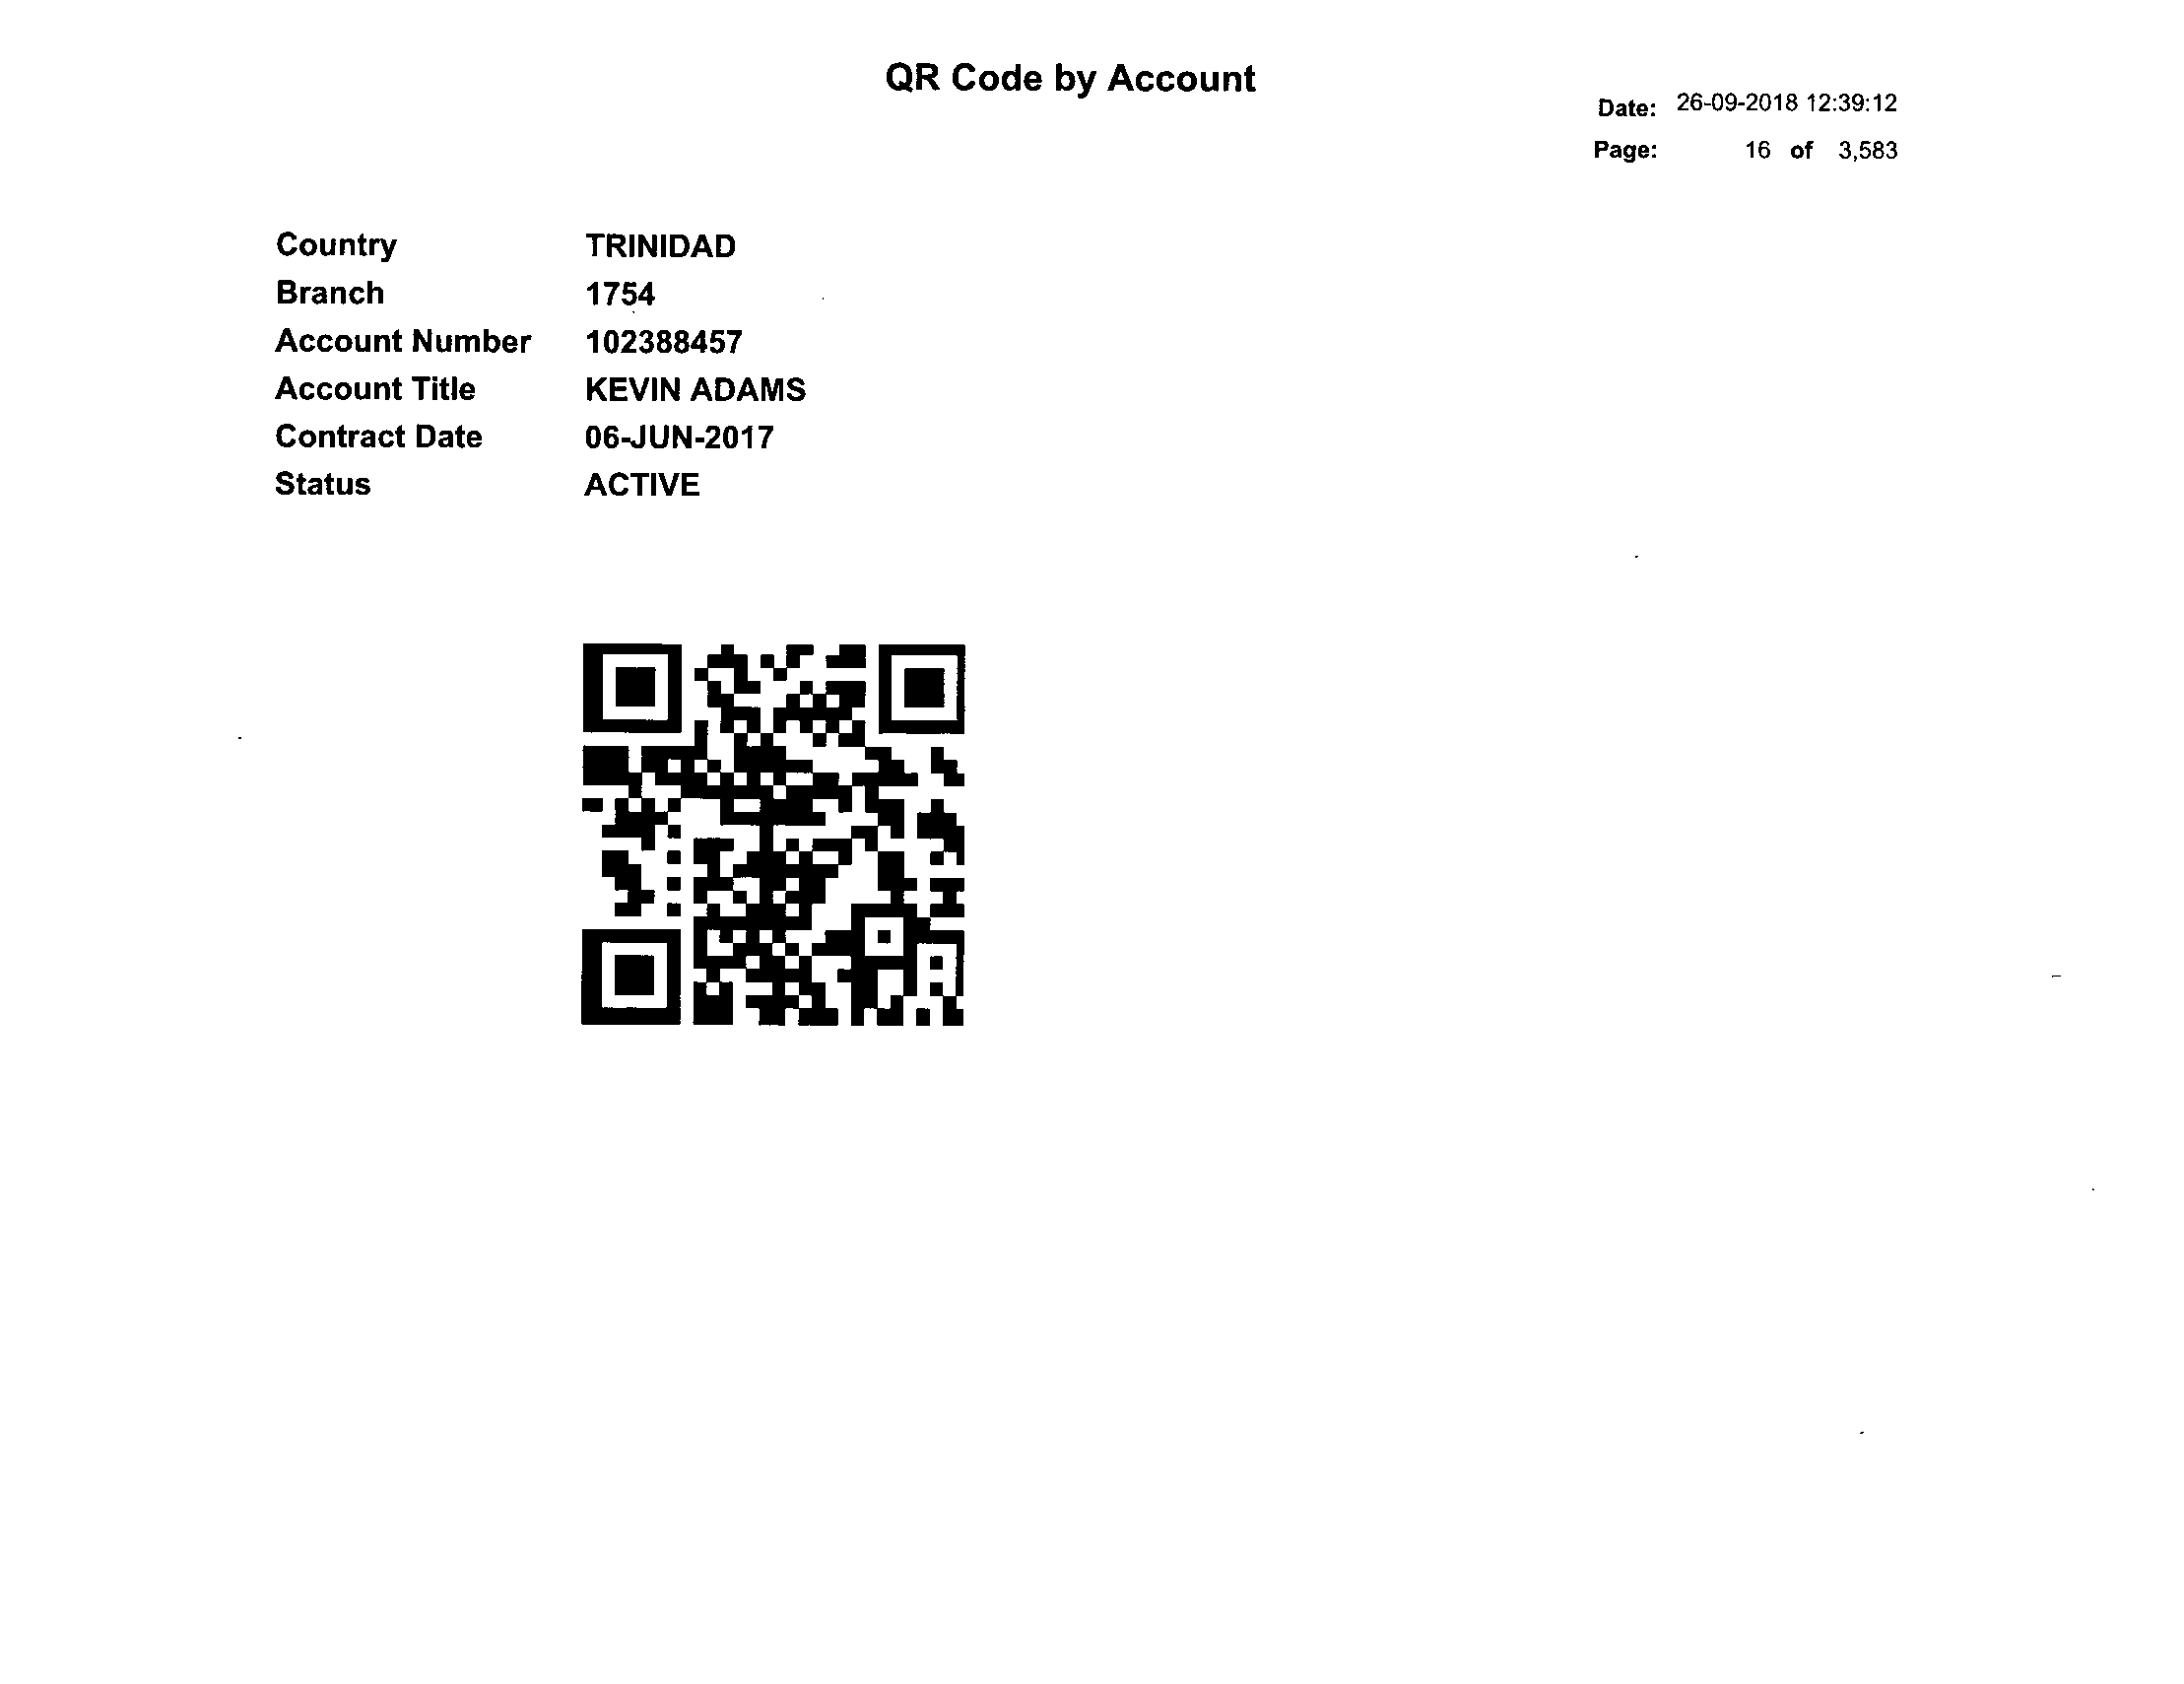 QR Code by Account
Date: 26-09-2018 12:39:12
Page: 16 of 3,583
Country TRINIDAD
Branch 1754
Account Number 102388457
Account Title KEVIN ADAMS
Contract Date 06-JUN-2017
Status ACTIVE